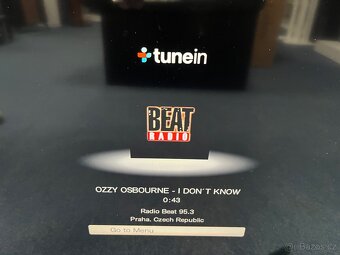 tunein
BEAT
RADIO
OZZY OSBOURNE - I DON'T KNOW
0:43
Radio Beat 95.3
Praha, Czech Republic
Go to Menu